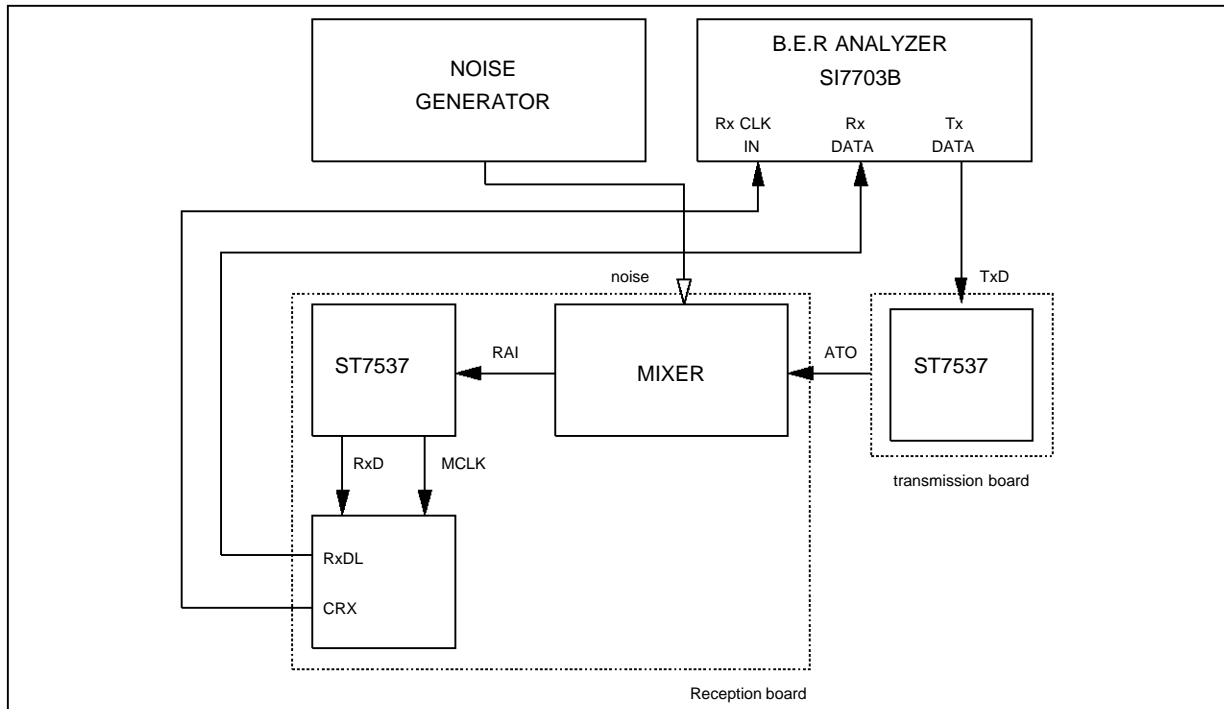 NOISE
GENERATOR
B.E.R ANALYZER
SI7703B
Rx CLK
IN
Rx
DATA
Tx
DATA
noise
TxD
ST7537
RAI
MIXER
ATO
ST7537
RxD
MCLK
transmission board
RxDL
CRX
Reception board